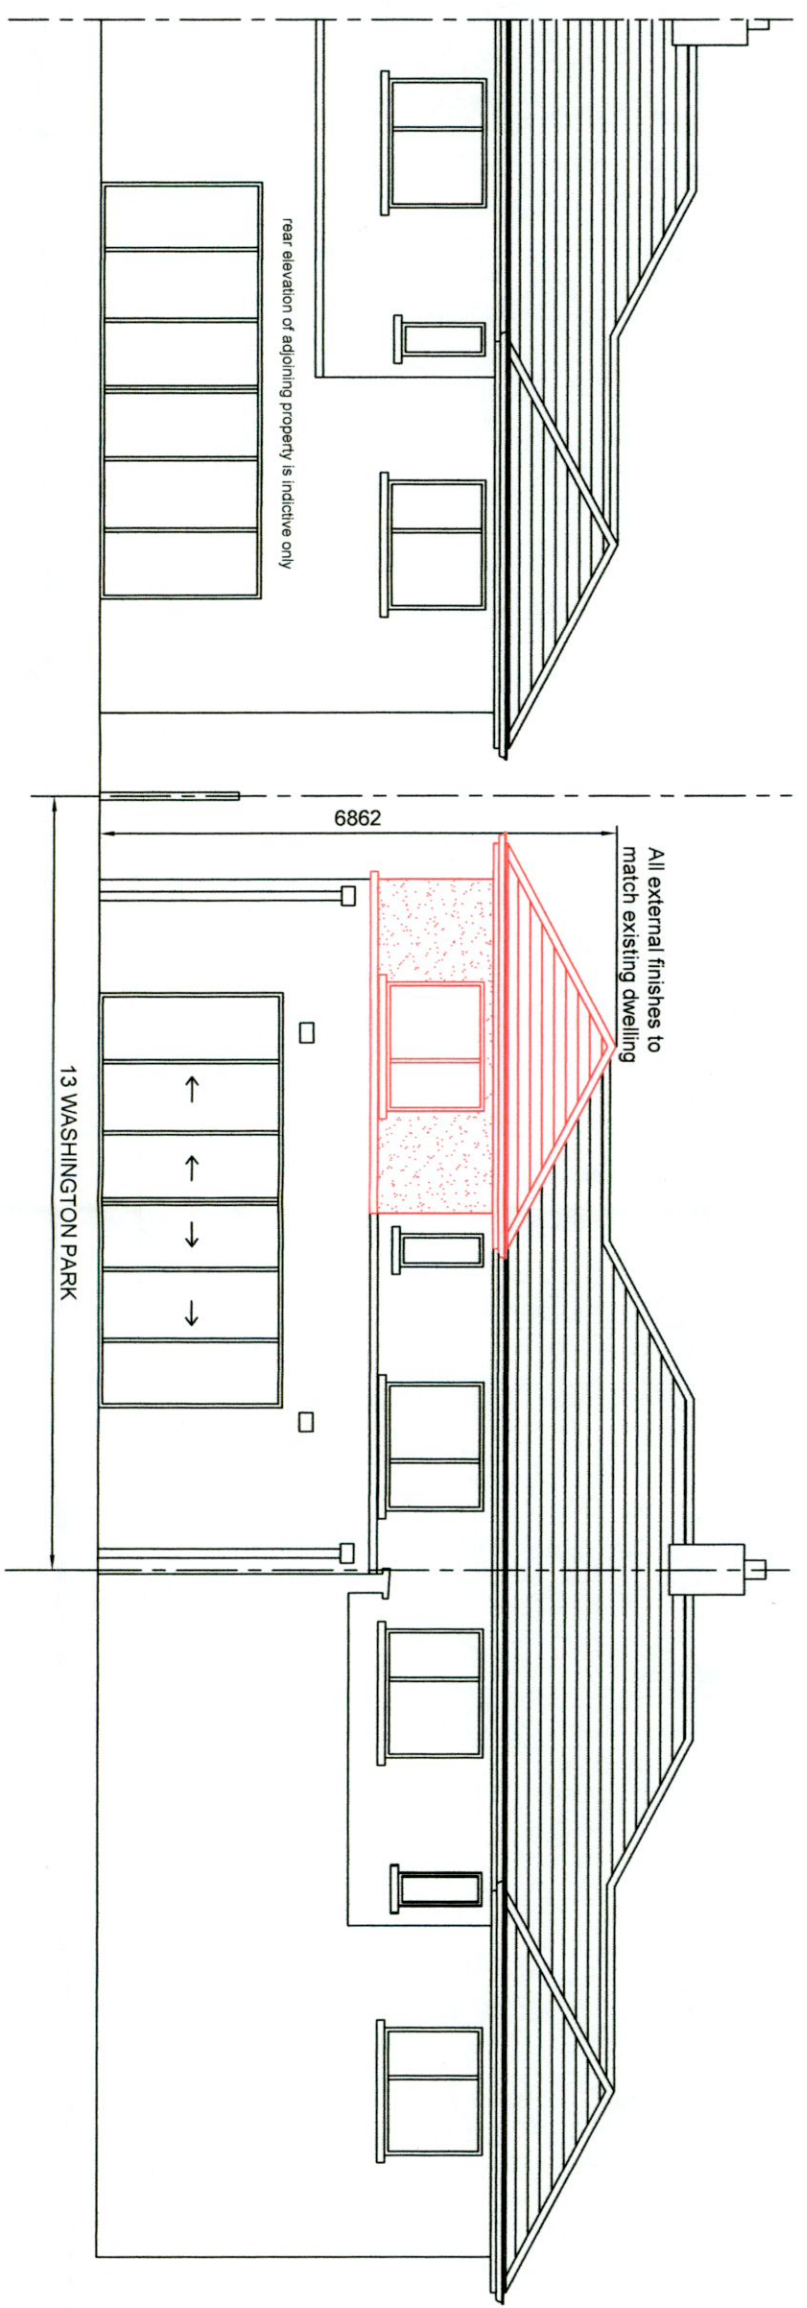 rear elevation of adjoining property is indictive only
6862
All external finishes to
match existing dwelling
13 WASHINGTON PARK